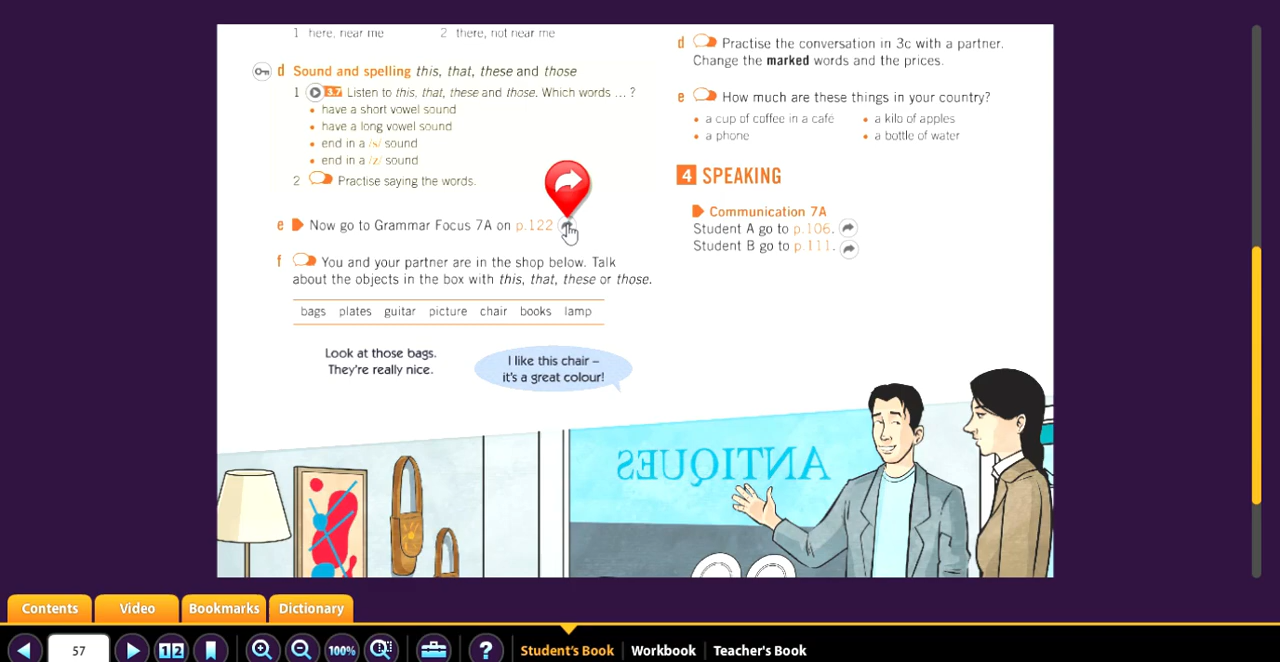 1 here, near me 2 there, not near me
d Sound and spelling this, that, these and those
1 3.7 Listen to this, that, these and those. Which words … ?
• have a short vowel sound
• have a long vowel sound
• end in a /s/ sound
• end in a /z/ sound
2 Practise saying the words.
e Now go to Grammar Focus 7A on p.122
f You and your partner are in the shop below. Talk
about the objects in the box with this, that, these or those.
bags plates guitar picture chair books lamp
Look at those bags.
They're really nice.
I like this chair –
it's a great colour!
d Practise the conversation in 3c with a partner.
Change the marked words and the prices.
e How much are these things in your country?
• a cup of coffee in a café • a kilo of apples
• a phone • a bottle of water
4 SPEAKING
Communication 7A
Student A go to p.106.
Student B go to p.111.
ANTIQUES
Contents Video Bookmarks Dictionary
57 1 2 100% ? Student's Book Workbook Teacher's Book